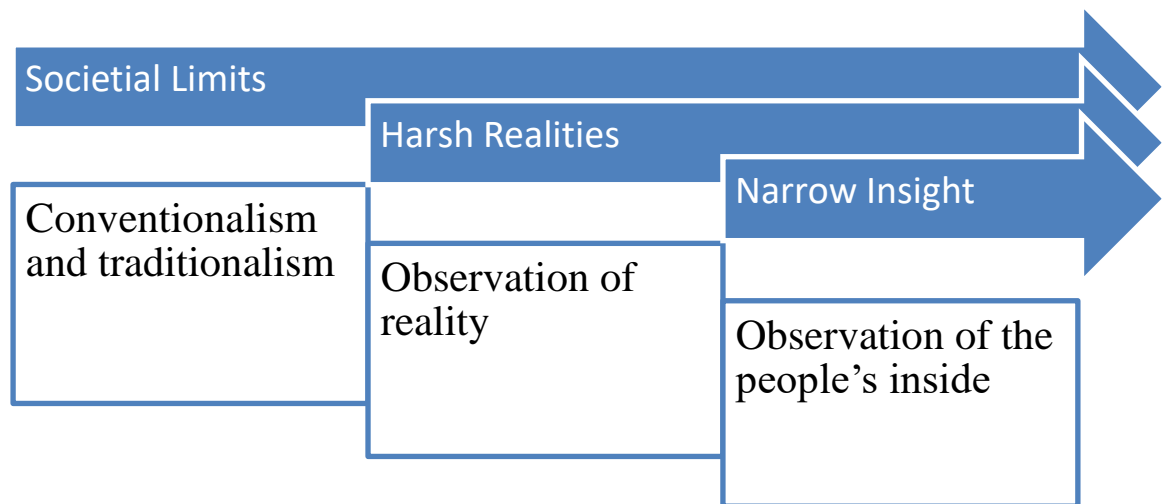 Societial Limits
Conventionalism
and traditionalism
Harsh Realities
Observation of
reality
Narrow Insight
Observation of the
people’s inside